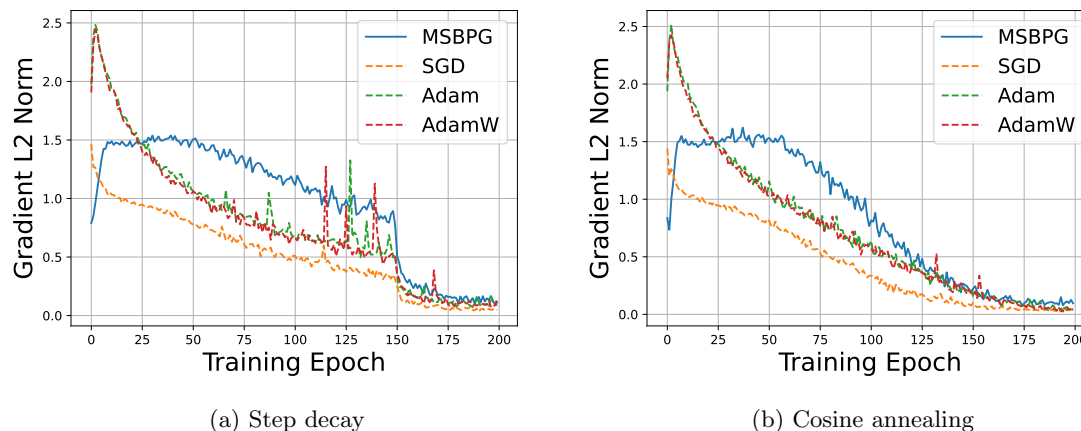 2.5
2.0
1.5
1.0
0.5
0.0
Gradient L2 Norm
MSBPG
SGD
Adam
AdamW
0 25 50 75 100 125 150 175 200
Training Epoch
(a) Step decay
2.5
2.0
1.5
1.0
0.5
0.0
Gradient L2 Norm
MSBPG
SGD
Adam
AdamW
0 25 50 75 100 125 150 175 200
Training Epoch
(b) Cosine annealing